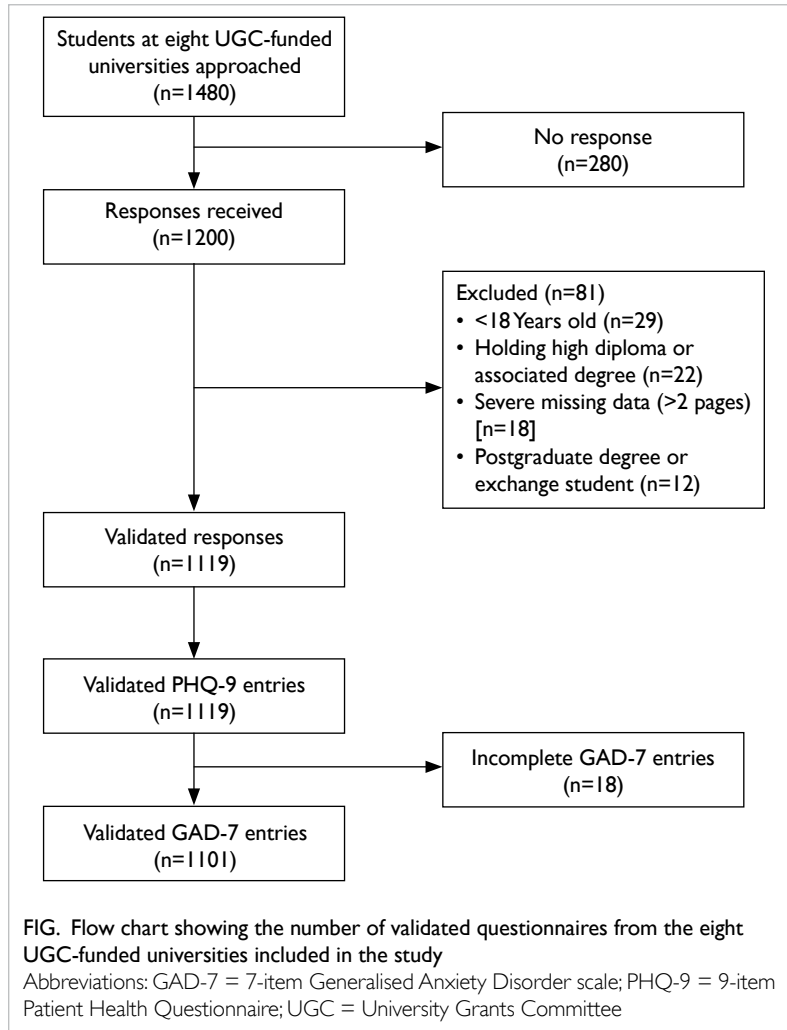 Students at eight UGC-funded
universities approached
(n=1480)
No response
(n=280)
Responses received
(n=1200)
Excluded (n=81)
• <18 Years old (n=29)
• Holding high diploma or
associated degree (n=22)
• Severe missing data (>2 pages)
[n=18]
• Postgraduate degree or
exchange student (n=12)
Validated responses
(n=1119)
Validated PHQ-9 entries
(n=1119)
Incomplete GAD-7 entries
(n=18)
Validated GAD-7 entries
(n=1101)
FIG. Flow chart showing the number of validated questionnaires from the eight
UGC-funded universities included in the study
Abbreviations: GAD-7 = 7-item Generalised Anxiety Disorder scale; PHQ-9 = 9-item
Patient Health Questionnaire; UGC = University Grants Committee